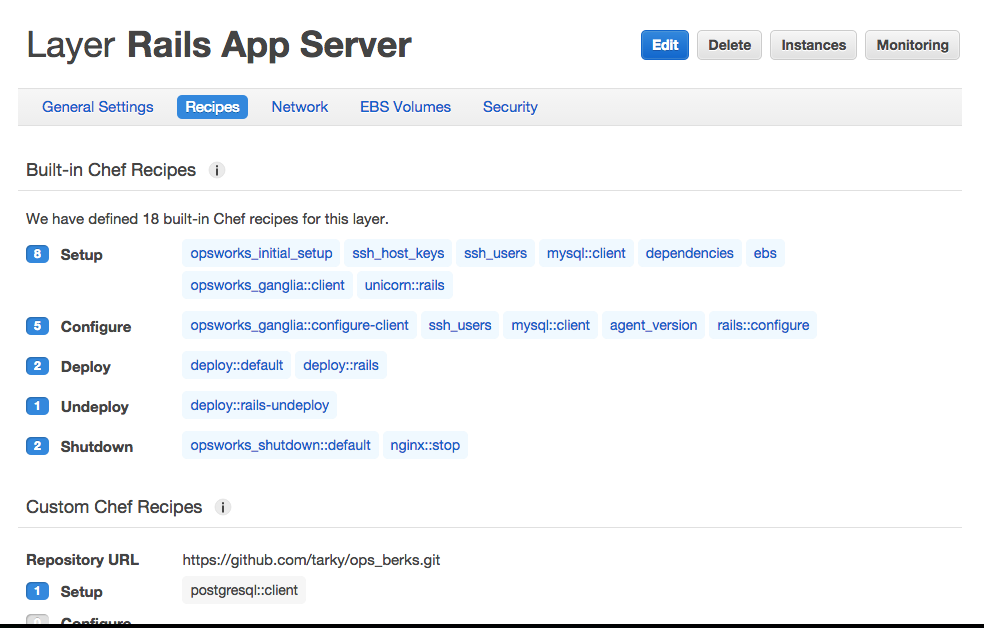 Layer Rails App Server
Edit Delete Instances Monitoring
General Settings Recipes Network EBS Volumes Security
Built-in Chef Recipes i
We have defined 18 built-in Chef recipes for this layer.
8 Setup opsworks_initial_setup ssh_host_keys ssh_users mysql::client dependencies ebs
opsworks_ganglia::client unicorn::rails
5 Configure opsworks_ganglia::configure-client ssh_users mysql::client agent_version rails::configure
2 Deploy deploy::default deploy::rails
1 Undeploy deploy::rails-undeploy
2 Shutdown opsworks_shutdown::default nginx::stop
Custom Chef Recipes i
Repository URL https://github.com/tarky/ops_berks.git
1 Setup postgresql::client
0 Configure